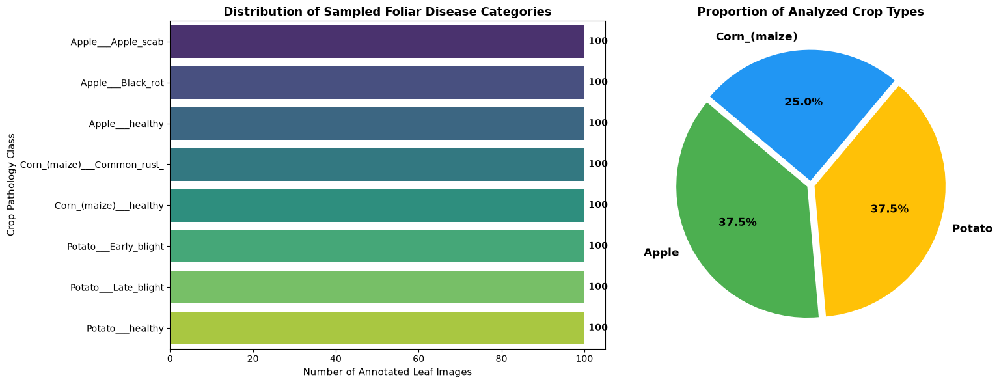 Distribution of Sampled Foliar Disease Categories
Crop Pathology Class
Apple___Apple_scab
100
Apple___Black_rot
100
Apple___healthy
100
Corn_(maize)___Common_rust_
100
Corn_(maize)___healthy
100
Potato___Early_blight
100
Potato___Late_blight
100
Potato___healthy
100
0 20 40 60 80 100
Number of Annotated Leaf Images
Proportion of Analyzed Crop Types
Corn_(maize)
25.0%
37.5%
Potato
37.5%
Apple